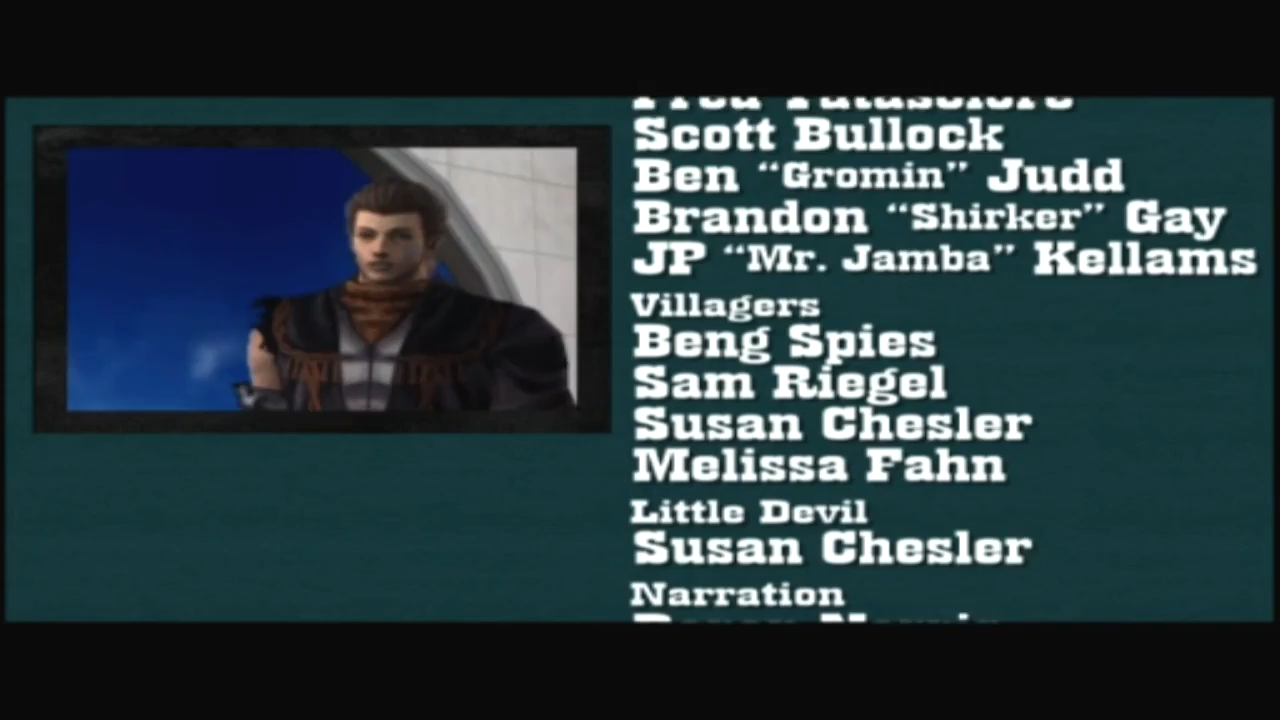 Scott Bullock
Ben “Gromin” Judd
Brandon “Shirker” Gay
JP “Mr. Jamba” Kellams
Villagers
Beng Spies
Sam Riegel
Susan Chesler
Melissa Fahn
Little Devil
Susan Chesler
Narration